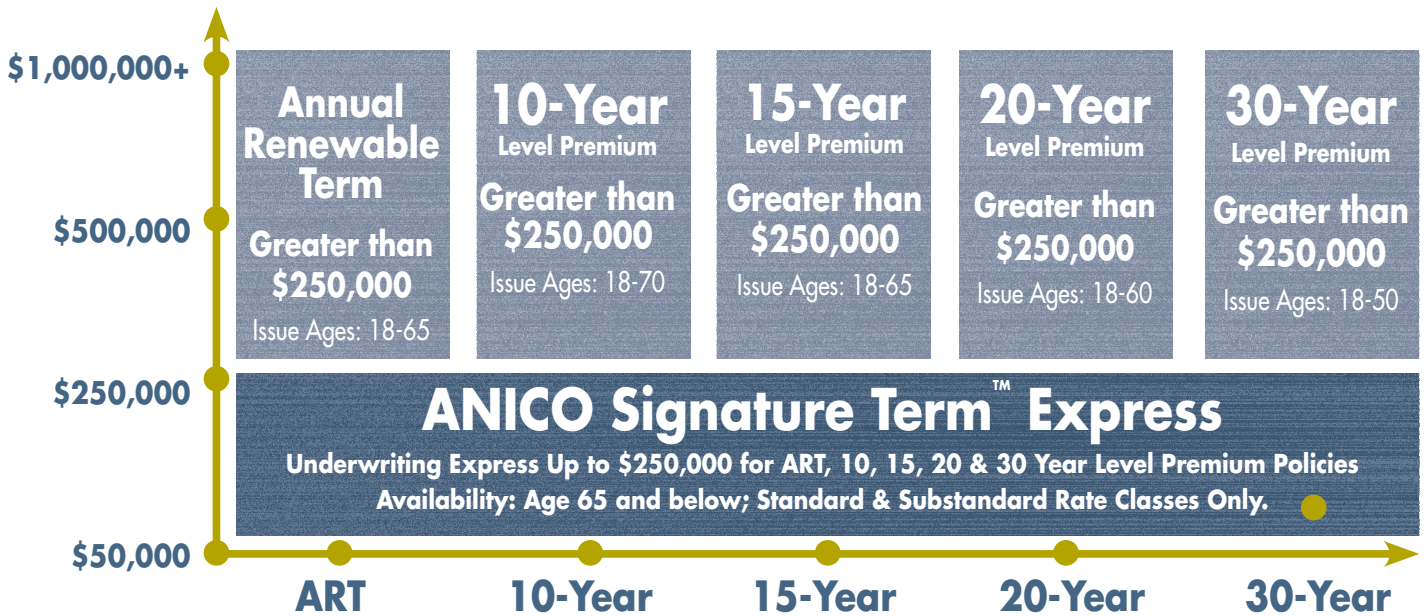 $1,000,000+
$500,000
$250,000
$50,000
Annual
Renewable
Term
Greater than
$250,000
Issue Ages: 18-65
10-Year
Level Premium
Greater than
$250,000
Issue Ages: 18-70
15-Year
Level Premium
Greater than
$250,000
Issue Ages: 18-65
20-Year
Level Premium
Greater than
$250,000
Issue Ages: 18-60
30-Year
Level Premium
Greater than
$250,000
Issue Ages: 18-50
ANICO Signature Term™ Express
Underwriting Express Up to $250,000 for ART, 10, 15, 20 & 30 Year Level Premium Policies
Availability: Age 65 and below; Standard & Substandard Rate Classes Only.
ART
10-Year
15-Year
20-Year
30-Year